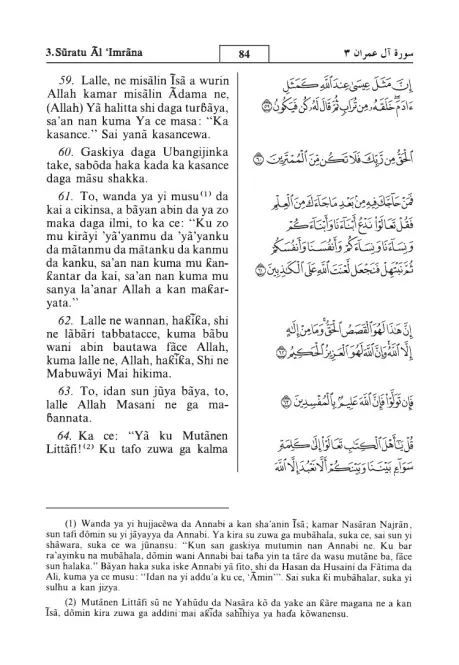 3. Sūratu Āl ‘Imrāna
84
سورة آل عمران ٣
59. Lalle, ne misālin Īsā a wurin
Allah kamar misālin Ādama ne,
(Allah) Yā halitta shi daga turɓāya,
sa’an nan kuma Ya ce masa: “Ka
kasance.” Sai yanā kasancewa.
60. Gaskiya daga Ubangijinka
take, sabōda haka kada ka kasance
daga māsu shakka.
61. To, wanda ya yi musu(1) da
kai a cikinsa, a bāyan abin da ya zo
maka daga ilmi, to ka ce: “Ku zo
mu kirāyi ’yā’yanmu da ’yā’yanku
da mātanmu da mātanku da kanmu
da kanku, sa’an nan kuma mu ƙan-
ƙantar da kai, sa’an nan kuma mu
sanya la’anar Allah a kan maƙar-
yata.”
62. Lalle ne wannan, haƙīƙa, shi
ne lābāri tabbatacce, kuma bābu
wani abin bautawa fāce Allah,
kuma lalle ne, Allah, haƙīƙa, Shi ne
Mabuwāyi Mai hikima.
63. To, idan sun jūya bāya, to,
lalle Allah Masani ne ga ma-
ɓannata.
64. Ka ce: “Yā ku Mutānen
Littāfi!(2) Ku tafo zuwa ga kalma
إِنَّ مَثَلَ عِيسَىٰ عِندَ ٱللَّهِ كَمَثَلِ
ءَادَمَ خَلَقَهُۥ مِن تُرَابٍ ثُمَّ قَالَ لَهُۥ كُن فَيَكُونُ ٥٩
ٱلْحَقُّ مِن رَّبِّكَ فَلَا تَكُن مِّنَ ٱلْمُمْتَرِينَ ٦٠
فَمَنْ حَآجَّكَ فِيهِ مِنۢ بَعْدِ مَا جَآءَكَ مِنَ ٱلْعِلْمِ
فَقُلْ تَعَالَوْا۟ نَدْعُ أَبْنَآءَنَا وَأَبْنَآءَكُمْ
وَنِسَآءَنَا وَنِسَآءَكُمْ وَأَنفُسَنَا وَأَنفُسَكُمْ
ثُمَّ نَبْتَهِلْ فَنَجْعَل لَّعْنَتَ ٱللَّهِ عَلَى ٱلْكَٰذِبِينَ ٦١
إِنَّ هَٰذَا لَهُوَ ٱلْقَصَصُ ٱلْحَقُّ وَمَا مِنْ إِلَٰهٍ
إِلَّا ٱللَّهُ وَإِنَّ ٱللَّهَ لَهُوَ ٱلْعَزِيزُ ٱلْحَكِيمُ ٦٢
فَإِن تَوَلَّوْا۟ فَإِنَّ ٱللَّهَ عَلِيمٌۢ بِٱلْمُفْسِدِينَ ٦٣
قُلْ يَٰٓأَهْلَ ٱلْكِتَٰبِ تَعَالَوْا۟ إِلَىٰ كَلِمَةٍ
سَوَآءٍۭ بَيْنَنَا وَبَيْنَكُمْ أَلَّا نَعْبُدَ إِلَّا ٱللَّهَ
(1) Wanda ya yi hujjacēwa da Annabi a kan sha’anin Īsā; kamar Nasāran Najrān,
sun tafi dōmin su yi jāyayya da Annabi. Ya kira su zuwa ga mubāhala, suka ce, sai sun yi
shāwara, suka ce wa jūnansu: “Kun san gaskiya mutumin nan Annabi ne. Ku bar
ra’ayinku na mubāhala, dōmin wani Annabi bai taɓa yin ta tāre da wasu mutāne ba, fāce
sun halaka.” Bāyan haka suka iske Annabi yā fito, shi da Hasan da Husaini da Fātima da
Ali, kuma ya ce musu: “Idan na yi addu’a ku ce, ‘Āmin’”. Sai suka ƙi mubāhalar, suka yi
sulhu a kan jizya.
(2) Mutānen Littāfi sū ne Yahūdu da Nasāra kō da yake an ƙāre magana ne a kan
Īsā, dōmin kira zuwa ga addini mai aƙīda sahīhiya ya haɗa kōwanensu.